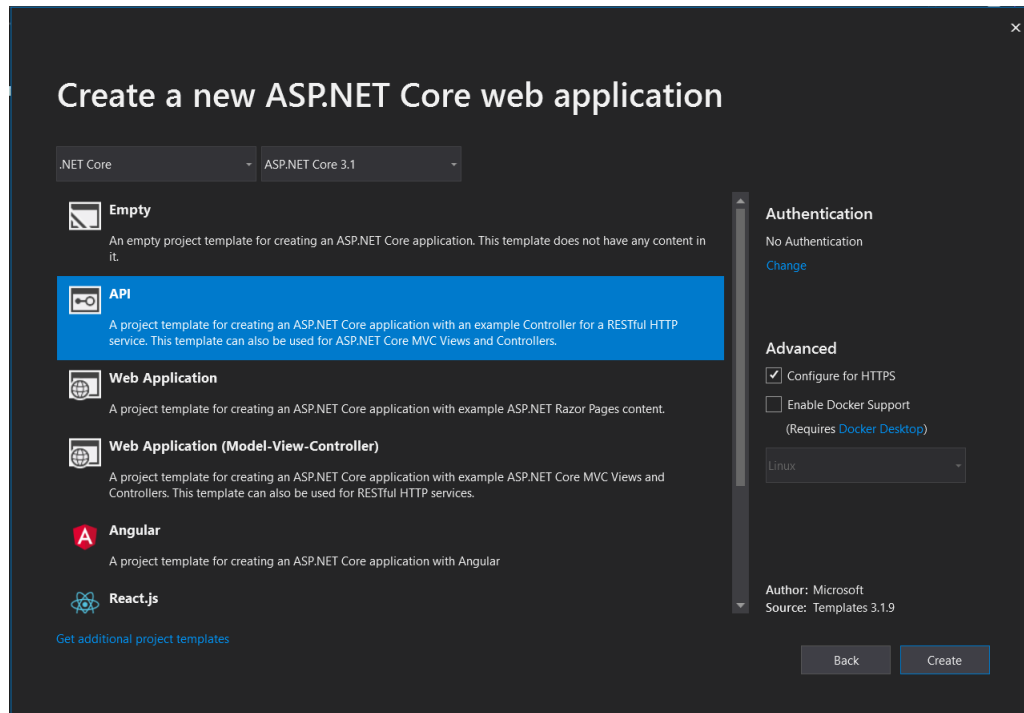 Create a new ASP.NET Core web application
.NET Core
ASP.NET Core 3.1
Empty
An empty project template for creating an ASP.NET Core application. This template does not have any content in
it.
API
A project template for creating an ASP.NET Core application with an example Controller for a RESTful HTTP
service. This template can also be used for ASP.NET Core MVC Views and Controllers.
Web Application
A project template for creating an ASP.NET Core application with example ASP.NET Razor Pages content.
Web Application (Model-View-Controller)
A project template for creating an ASP.NET Core application with example ASP.NET Core MVC Views and
Controllers. This template can also be used for RESTful HTTP services.
Angular
A project template for creating an ASP.NET Core application with Angular
React.js
Get additional project templates
Authentication
No Authentication
Change
Advanced
Configure for HTTPS
Enable Docker Support
(Requires Docker Desktop)
Linux
Author: Microsoft
Source: Templates 3.1.9
Back
Create